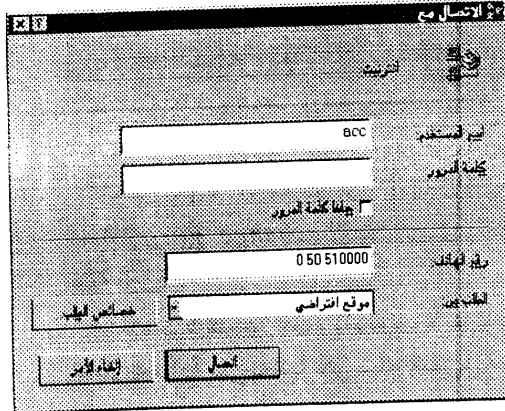 الاتصال مع
انتربيت
اسم المستخدم
acc
كلمة المرور
حفظ كلمة المرور
رقم الهاتف
0 50 510000
الطلب من
موقع افتراضي
خصائص الطلب
اتصال
إلغاء الأمر